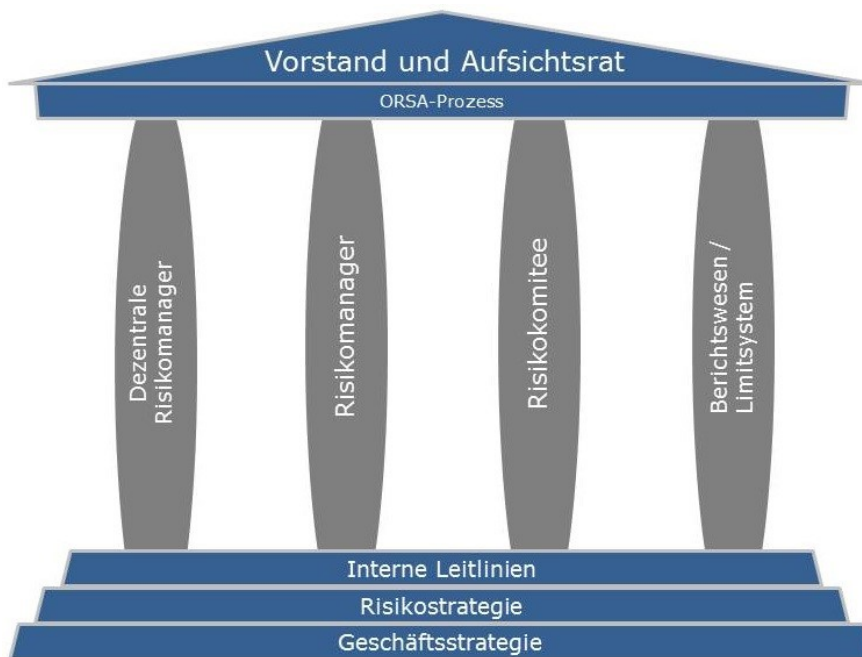 Vorstand und Aufsichtsrat
ORSA-Prozess
Dezentrale
Risikomanager
Risikomanager
Risikokomitee
Berichtswesen /
Limitsystem
Interne Leitlinien
Risikostrategie
Geschäftsstrategie